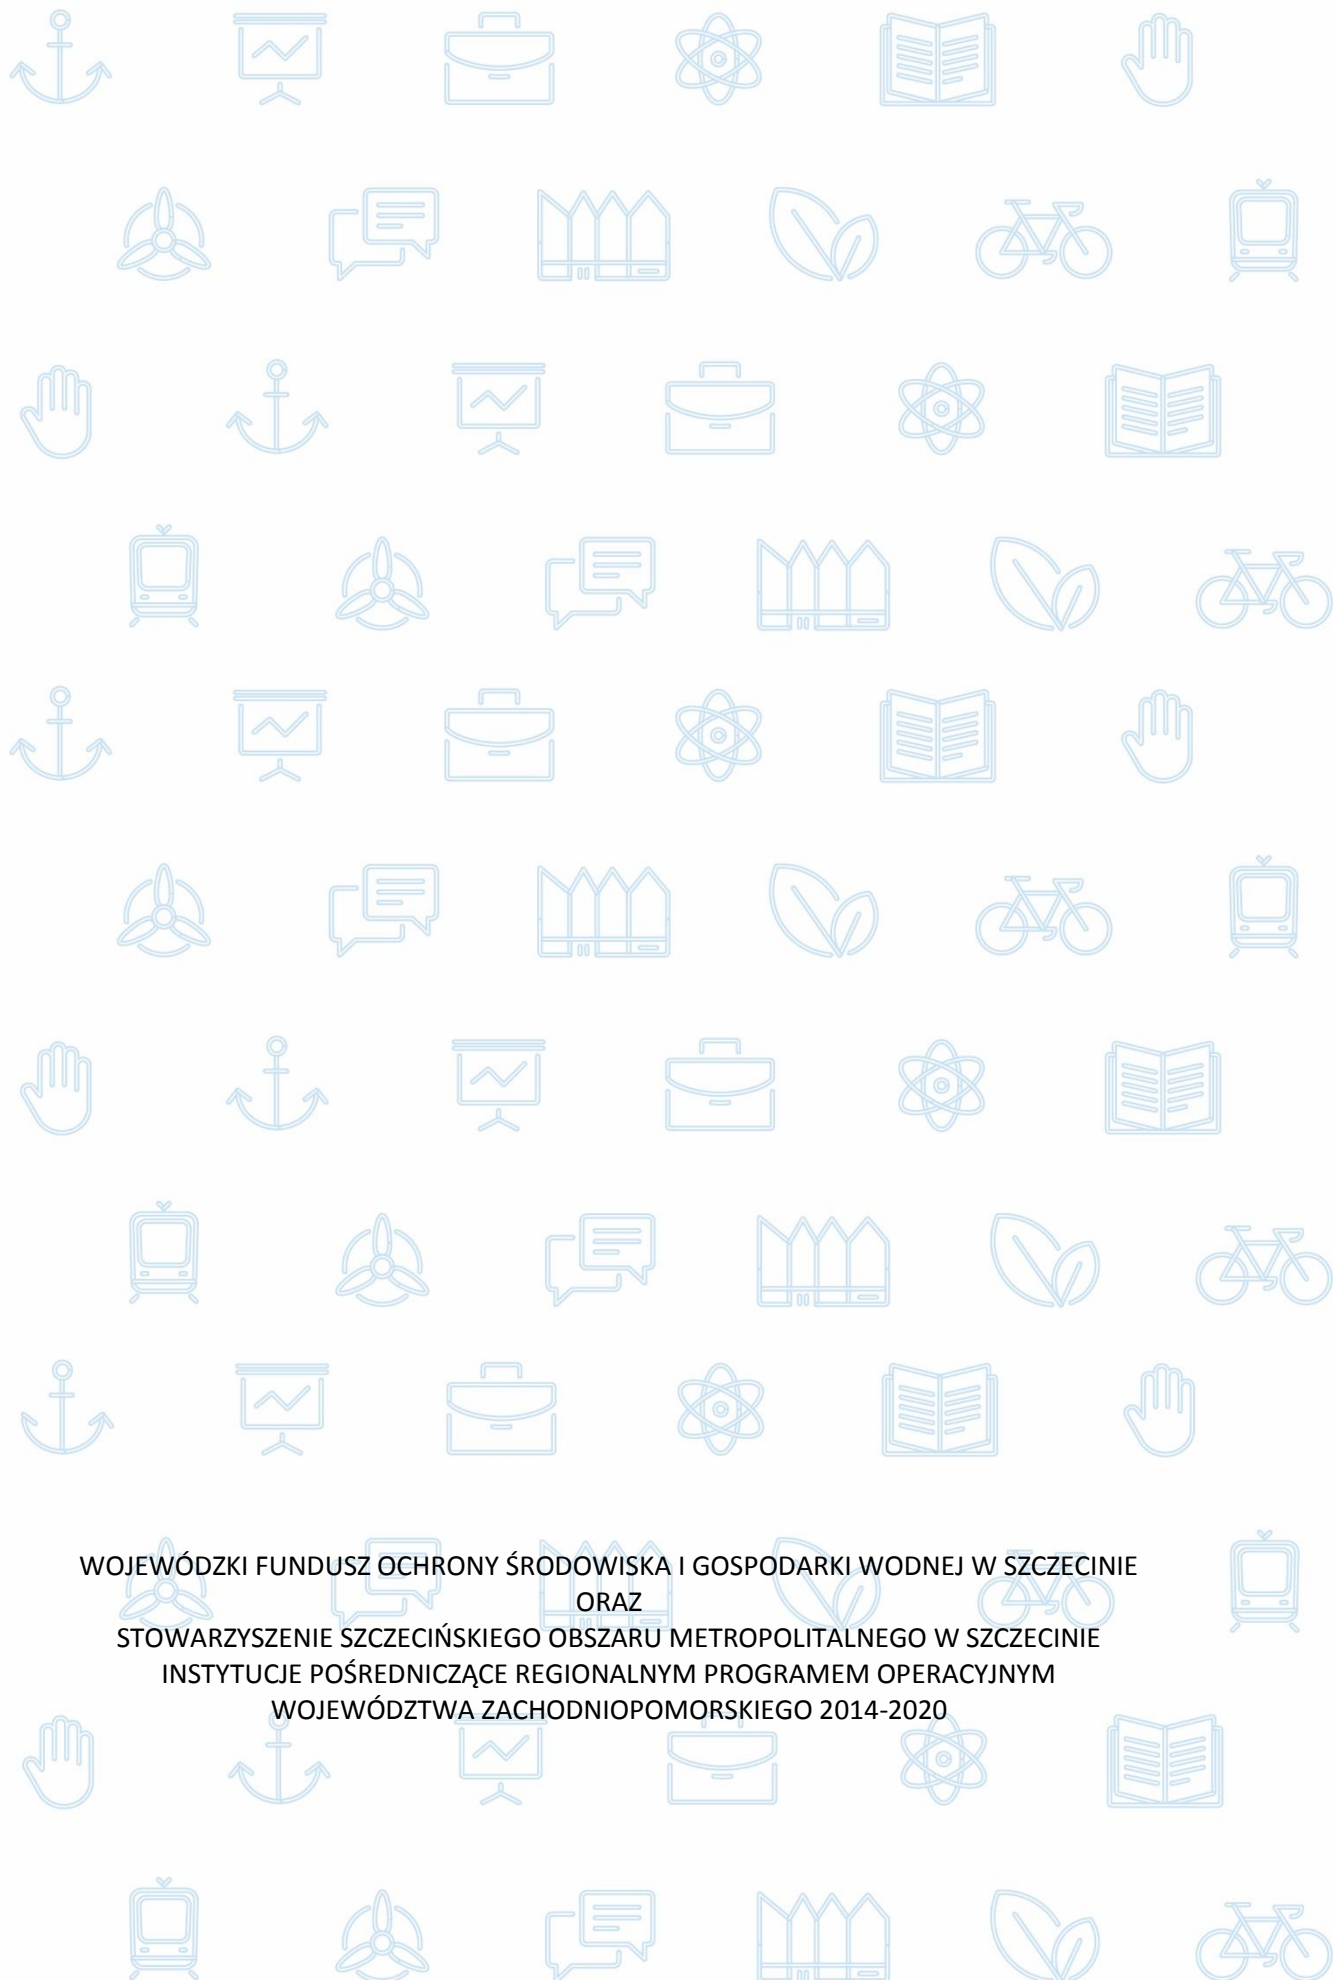 WOJEWÓDZKI FUNDUSZ OCHRONY ŚRODOWISKA I GOSPODARKI WODNEJ W SZCZECINIE
ORAZ
STOWARZYSZENIE SZCZECIŃSKIEGO OBSZARU METROPOLITALNEGO W SZCZECINIE
INSTYTUCJE POŚREDNICZĄCE REGIONALNYM PROGRAMEM OPERACYJNYM
WOJEWÓDZTWA ZACHODNIOPOMORSKIEGO 2014-2020